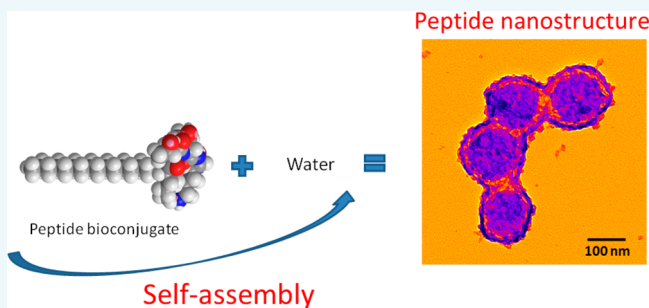 Peptide nanostructure
Water
Peptide bioconjugate
100 nm
Self-assembly